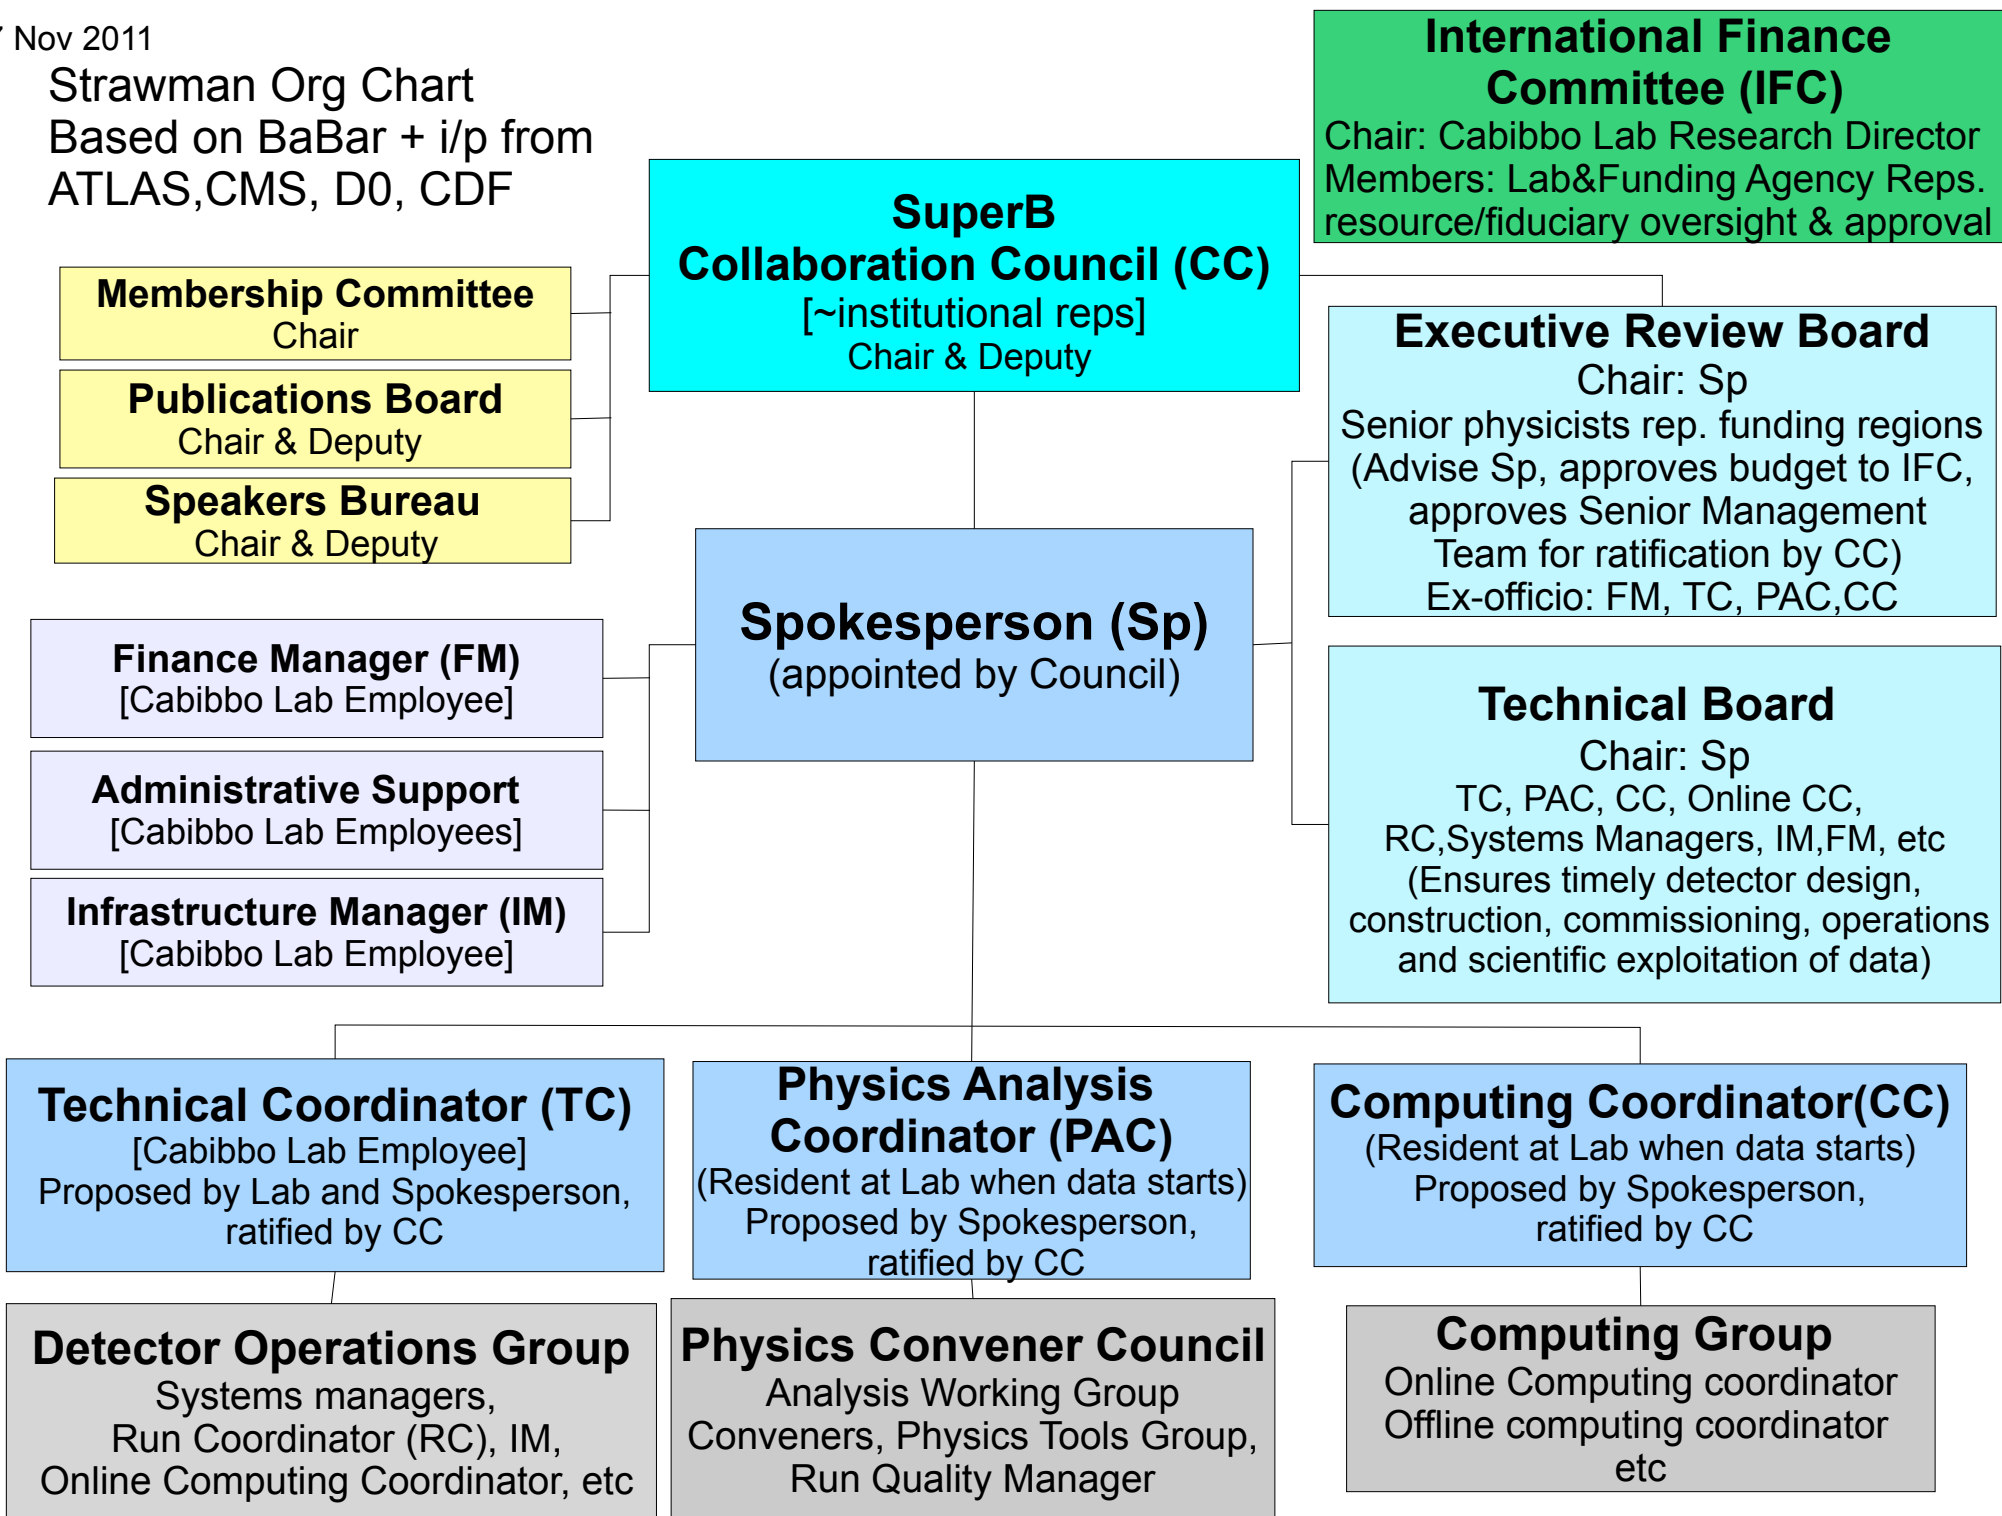 Nov 2011
Strawman Org Chart
Based on BaBar + i/p from
ATLAS,CMS, D0, CDF
International Finance
Committee (IFC)
Chair: Cabibbo Lab Research Director
Members: Lab&Funding Agency Reps.
resource/fiduciary oversight & approval
SuperB
Collaboration Council (CC)
[~institutional reps]
Chair & Deputy
Membership Committee
Chair
Publications Board
Chair & Deputy
Speakers Bureau
Chair & Deputy
Executive Review Board
Chair: Sp
Senior physicists rep. funding regions
(Advise Sp, approves budget to IFC,
approves Senior Management
Team for ratification by CC)
Ex-officio: FM, TC, PAC,CC
Spokesperson (Sp)
(appointed by Council)
Finance Manager (FM)
[Cabibbo Lab Employee]
Administrative Support
[Cabibbo Lab Employees]
Infrastructure Manager (IM)
[Cabibbo Lab Employee]
Technical Board
Chair: Sp
TC, PAC, CC, Online CC,
RC,Systems Managers, IM,FM, etc
(Ensures timely detector design,
construction, commissioning, operations
and scientific exploitation of data)
Technical Coordinator (TC)
[Cabibbo Lab Employee]
Proposed by Lab and Spokesperson,
ratified by CC
Physics Analysis
Coordinator (PAC)
(Resident at Lab when data starts)
Proposed by Spokesperson,
ratified by CC
Computing Coordinator(CC)
(Resident at Lab when data starts)
Proposed by Spokesperson,
ratified by CC
Detector Operations Group
Systems managers,
Run Coordinator (RC), IM,
Online Computing Coordinator, etc
Physics Convener Council
Analysis Working Group
Conveners, Physics Tools Group,
Run Quality Manager
Computing Group
Online Computing coordinator
Offline computing coordinator
etc